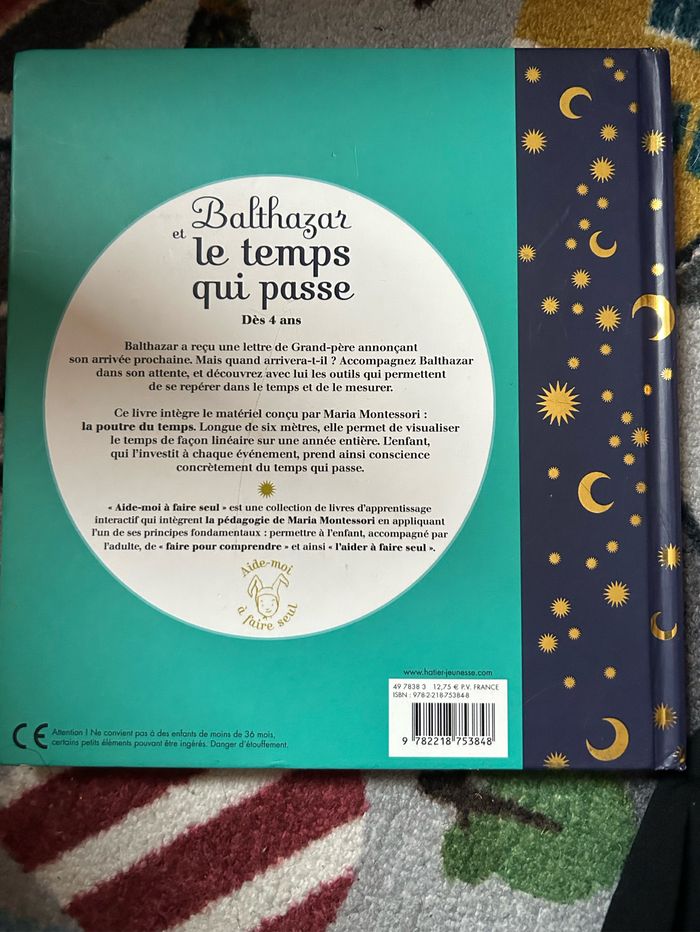 Balthazar
et le temps
qui passe
Dès 4 ans
Balthazar a reçu une lettre de Grand-père annonçant
son arrivée prochaine. Mais quand arrivera-t-il ? Accompagnez Balthazar
dans son attente, et découvrez avec lui les outils qui permettent
de se repérer dans le temps et de le mesurer.
Ce livre intègre le matériel conçu par Maria Montessori :
la poutre du temps. Longue de six mètres, elle permet de visualiser
le temps de façon linéaire sur une année entière. L'enfant,
qui l'investit à chaque événement, prend ainsi conscience
concrètement du temps qui passe.
« Aide-moi à faire seul » est une collection de livres d'apprentissage
interactif qui intègrent la pédagogie de Maria Montessori en appliquant
l'un de ses principes fondamentaux : permettre à l'enfant, accompagné par
l'adulte, de « faire pour comprendre » et ainsi « l'aider à faire seul ».
Aide-moi
à faire seul
www.hatier-jeunesse.com
49 7838 3 12,75 € P.V. FRANCE
ISBN : 978-2-218-75384-8
9 782218 753848
CE Attention ! Ne convient pas à des enfants de moins de 36 mois,
certains petits éléments pouvant être ingérés. Danger d'étouffement.